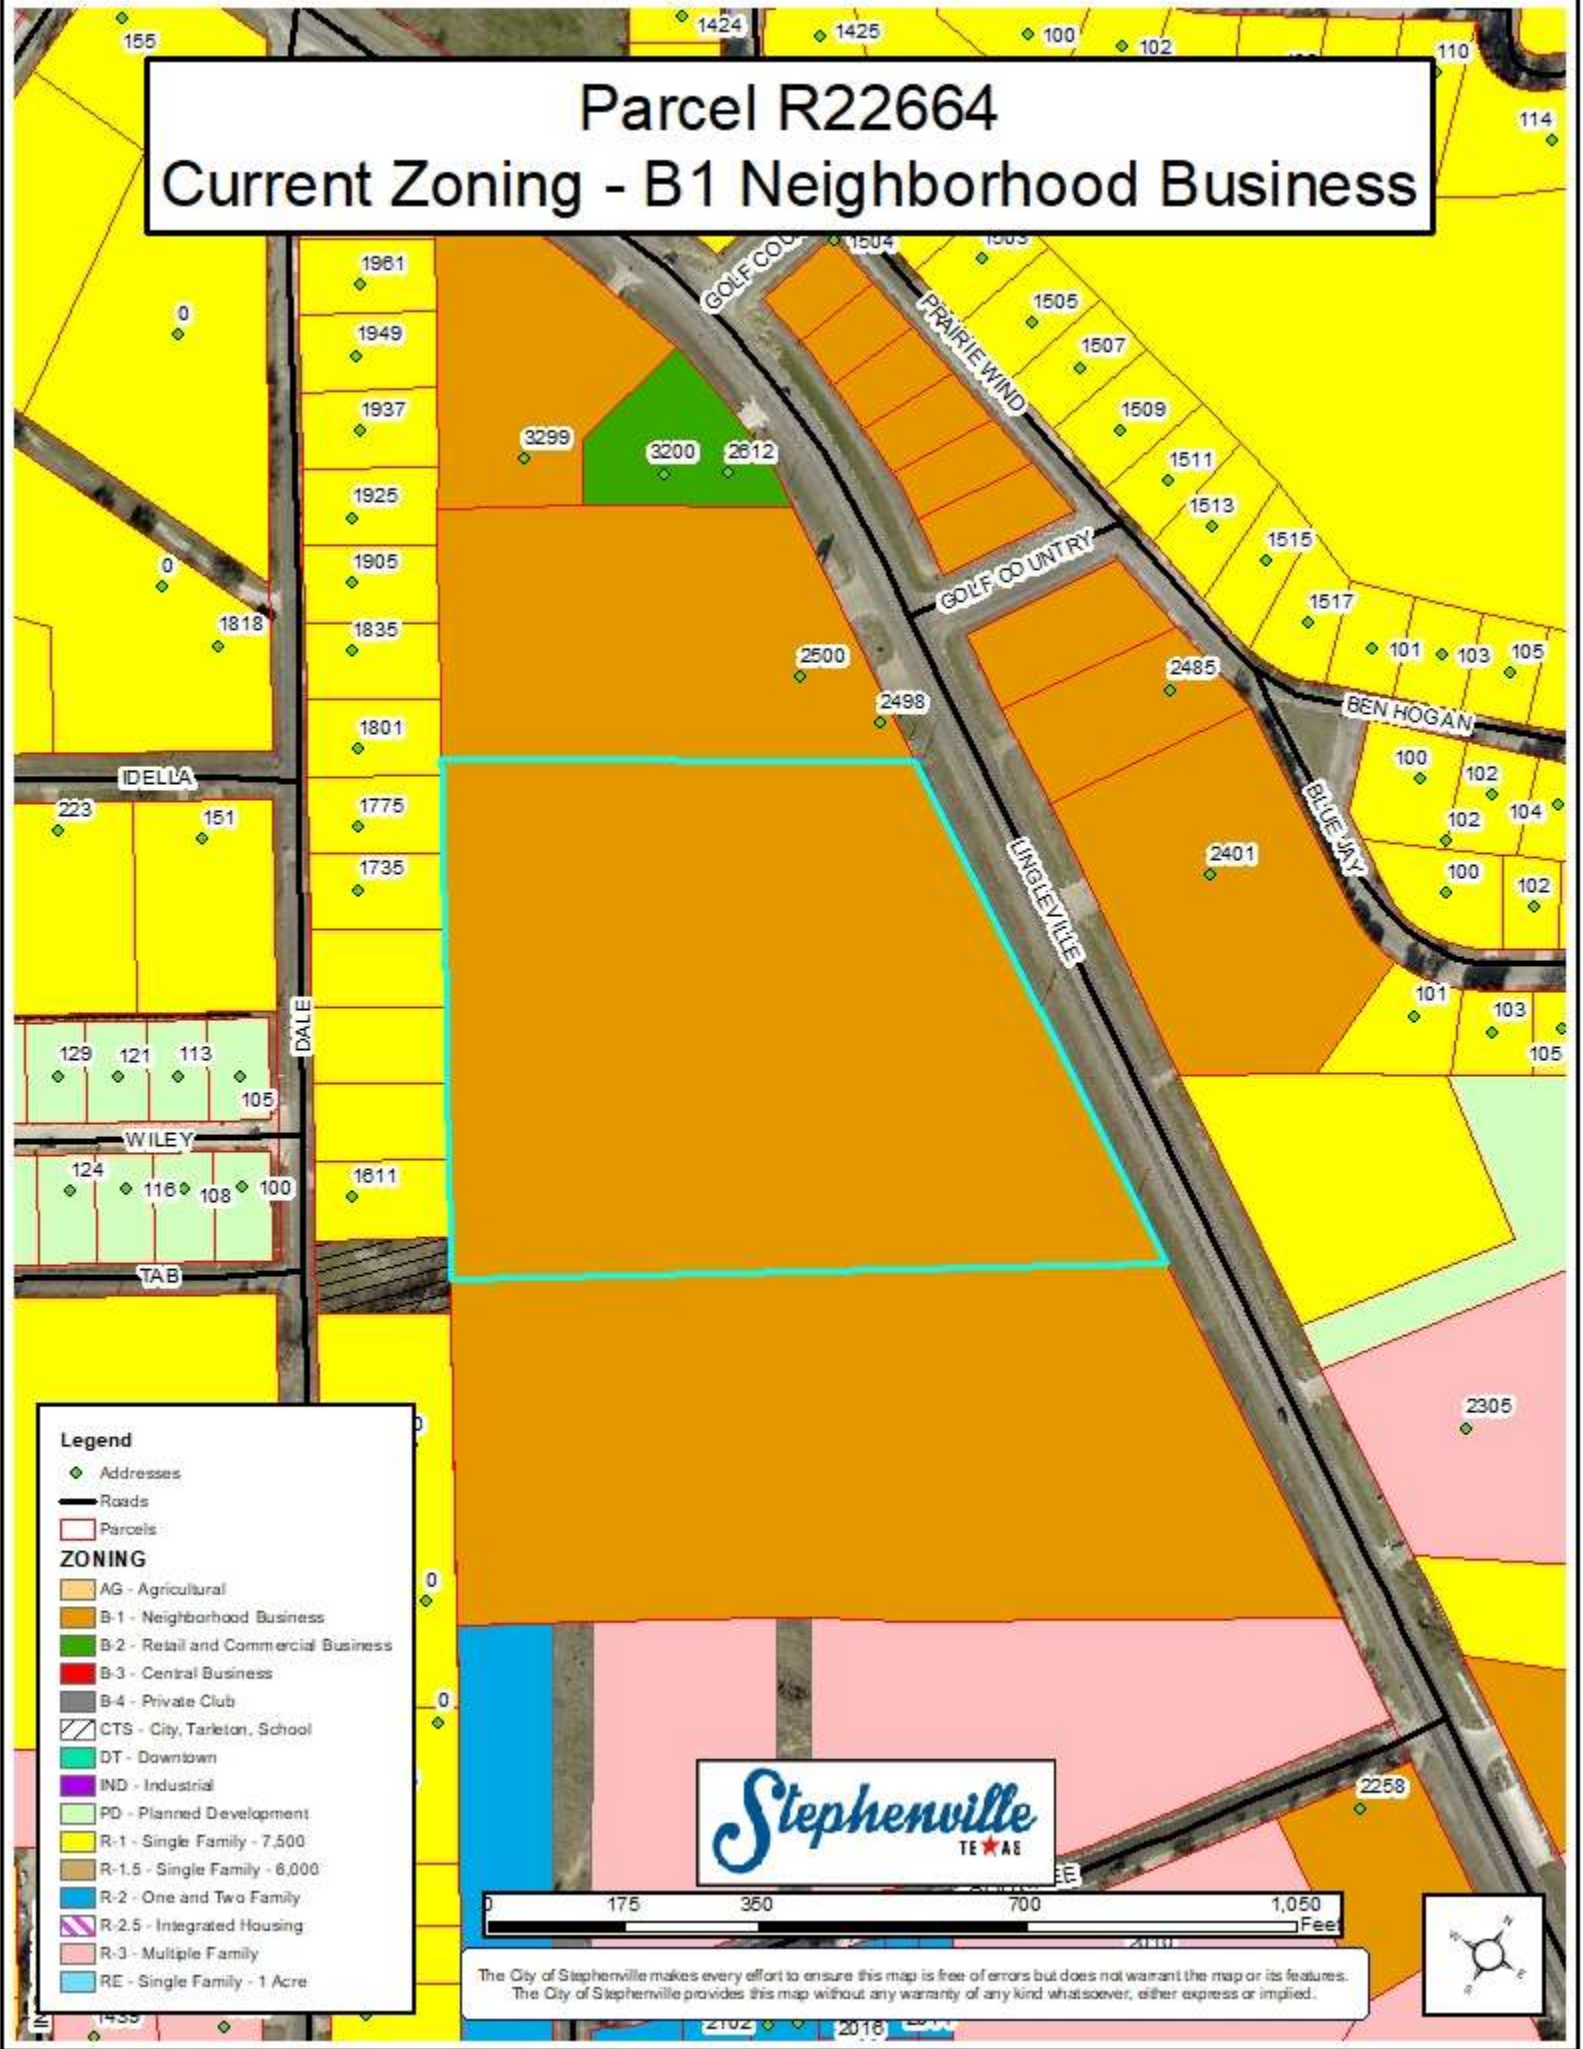 155
1424
1425
100
102
110
114
Parcel R22664
Current Zoning - B1 Neighborhood Business
1504
1503
GOLF COU
PRAIRIE WIND
1961
0
1949
1505
1507
1937
1509
3299
3200
2612
1511
1925
1513
1515
1905
0
GOLF COUNTRY
1517
1818
1835
101
103
105
2500
2485
2498
BEN HOGAN
1801
IDELLA
100
102
BLUE JAY
223
151
1775
102
104
LINGLEVILLE
2401
1735
100
102
DALE
101
103
105
129
121
113
105
WILEY
124
116
108
100
1611
TAB
2305
Legend
Addresses
Roads
Parcels
ZONING
AG - Agricultural
B-1 - Neighborhood Business
B-2 - Retail and Commercial Business
B-3 - Central Business
B-4 - Private Club
CTS - City, Tarleton, School
DT - Downtown
IND - Industrial
PD - Planned Development
R-1 - Single Family - 7,500
R-1.5 - Single Family - 6,000
R-2 - One and Two Family
R-2.5 - Integrated Housing
R-3 - Multiple Family
RE - Single Family - 1 Acre
0
0
2258
Stephenville
TEXAS
0 175 350 700 1,050
Feet
N
E
S
W
The City of Stephenville makes every effort to ensure this map is free of errors but does not warrant the map or its features.
The City of Stephenville provides this map without any warranty of any kind whatsoever, either express or implied.
1435
2102
2016